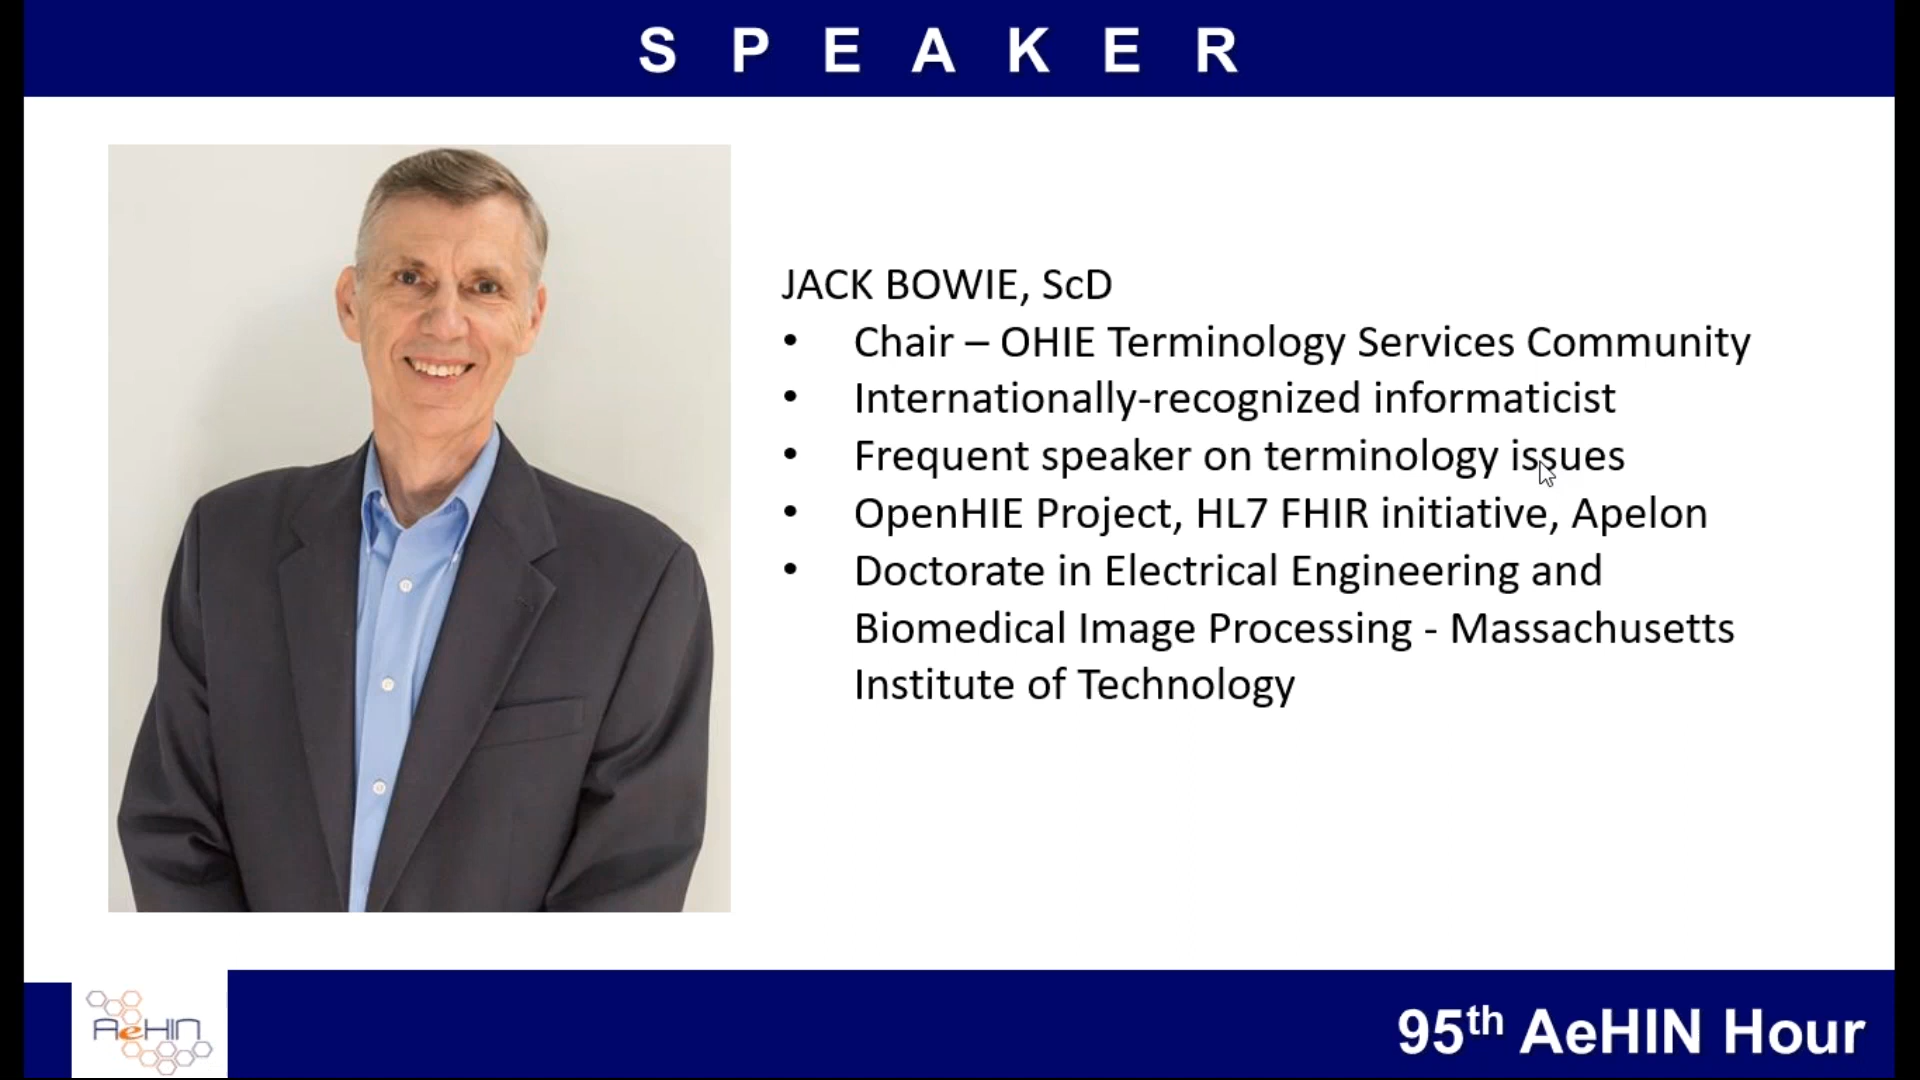 SPEAKER
JACK BOWIE, ScD
• Chair – OHIE Terminology Services Community
• Internationally-recognized informaticist
• Frequent speaker on terminology issues
• OpenHIE Project, HL7 FHIR initiative, Apelon
• Doctorate in Electrical Engineering and
Biomedical Image Processing - Massachusetts
Institute of Technology
AeHIN
95th AeHIN Hour